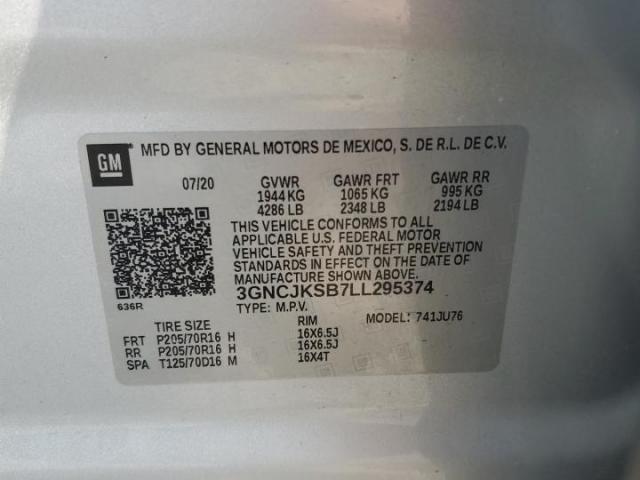 GM
MFD BY GENERAL MOTORS DE MEXICO, S. DE R.L. DE C.V.
07/20 GVWR GAWR FRT GAWR RR
1944 KG 1065 KG 995 KG
4286 LB 2348 LB 2194 LB
THIS VEHICLE CONFORMS TO ALL
APPLICABLE U.S. FEDERAL MOTOR
VEHICLE SAFETY AND THEFT PREVENTION
STANDARDS IN EFFECT ON THE DATE OF
MANUFACTURE SHOWN ABOVE.
3GNCJKSB7LL295374
636R
TYPE: M.P.V.
TIRE SIZE RIM MODEL: 741JU76
FRT P205/70R16 H 16X6.5J
RR P205/70R16 H 16X6.5J
SPA T125/70D16 M 16X4T